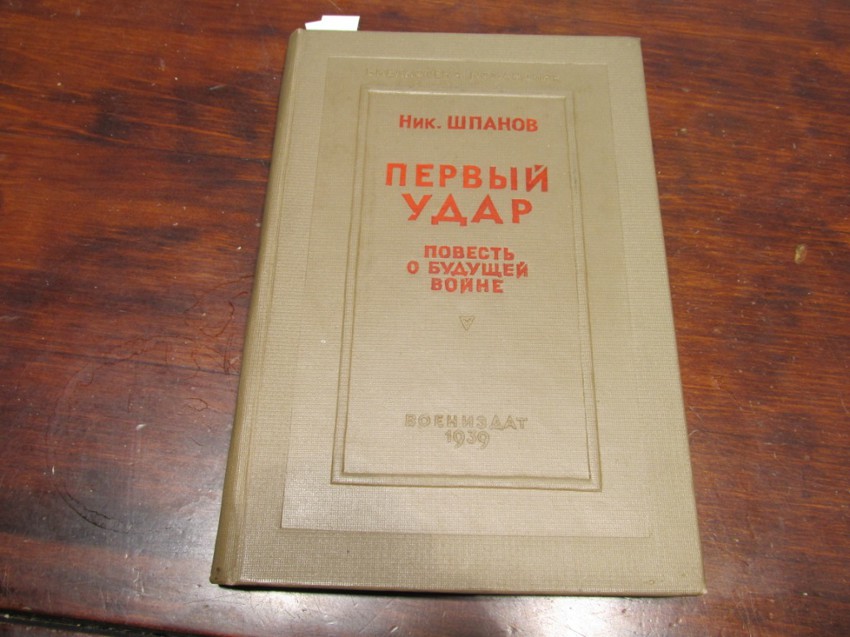 Ник. ШПАНОВ
ПЕРВЫЙ
УДАР
ПОВЕСТЬ
О БУДУЩЕЙ
ВОЙНЕ
ВОЕНИЗДАТ
1939